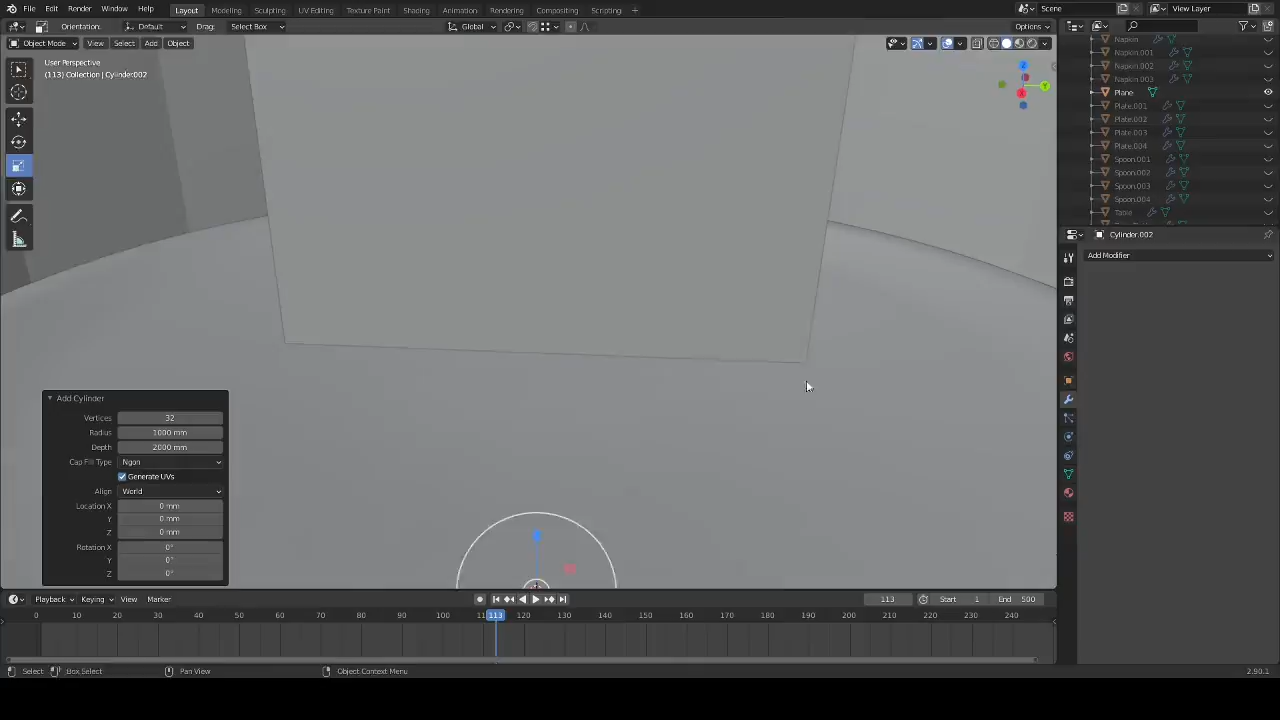 File Edit Render Window Help Layout Modeling Sculpting UV Editing Texture Paint Shading Animation Rendering Compositing Scripting + Scene View Layer
Orientation: Default Drag: Select Box Global Options
Object Mode View Select Add Object
User Perspective
(113) Collection | Cylinder.002
Z
Y
X
Napkin
Napkin.001
Napkin.002
Napkin.003
Plane
Plate.001
Plate.002
Plate.003
Plate.004
Spoon.001
Spoon.002
Spoon.003
Spoon.004
Table
Cylinder.002
Add Modifier
Add Cylinder
Vertices 32
Radius 1000 mm
Depth 2000 mm
Cap Fill Type Ngon
Generate UVs
Align World
Location X 0 mm
Y 0 mm
Z 0 mm
Rotation X 0°
Y 0°
Z 0°
Playback Keying View Marker 113 Start 1 End 500
0 10 20 30 40 50 60 70 80 90 100 113 120 130 140 150 160 170 180 190 200 210 220 230 240
Select Box Select Pan View Object Context Menu 2.90.1